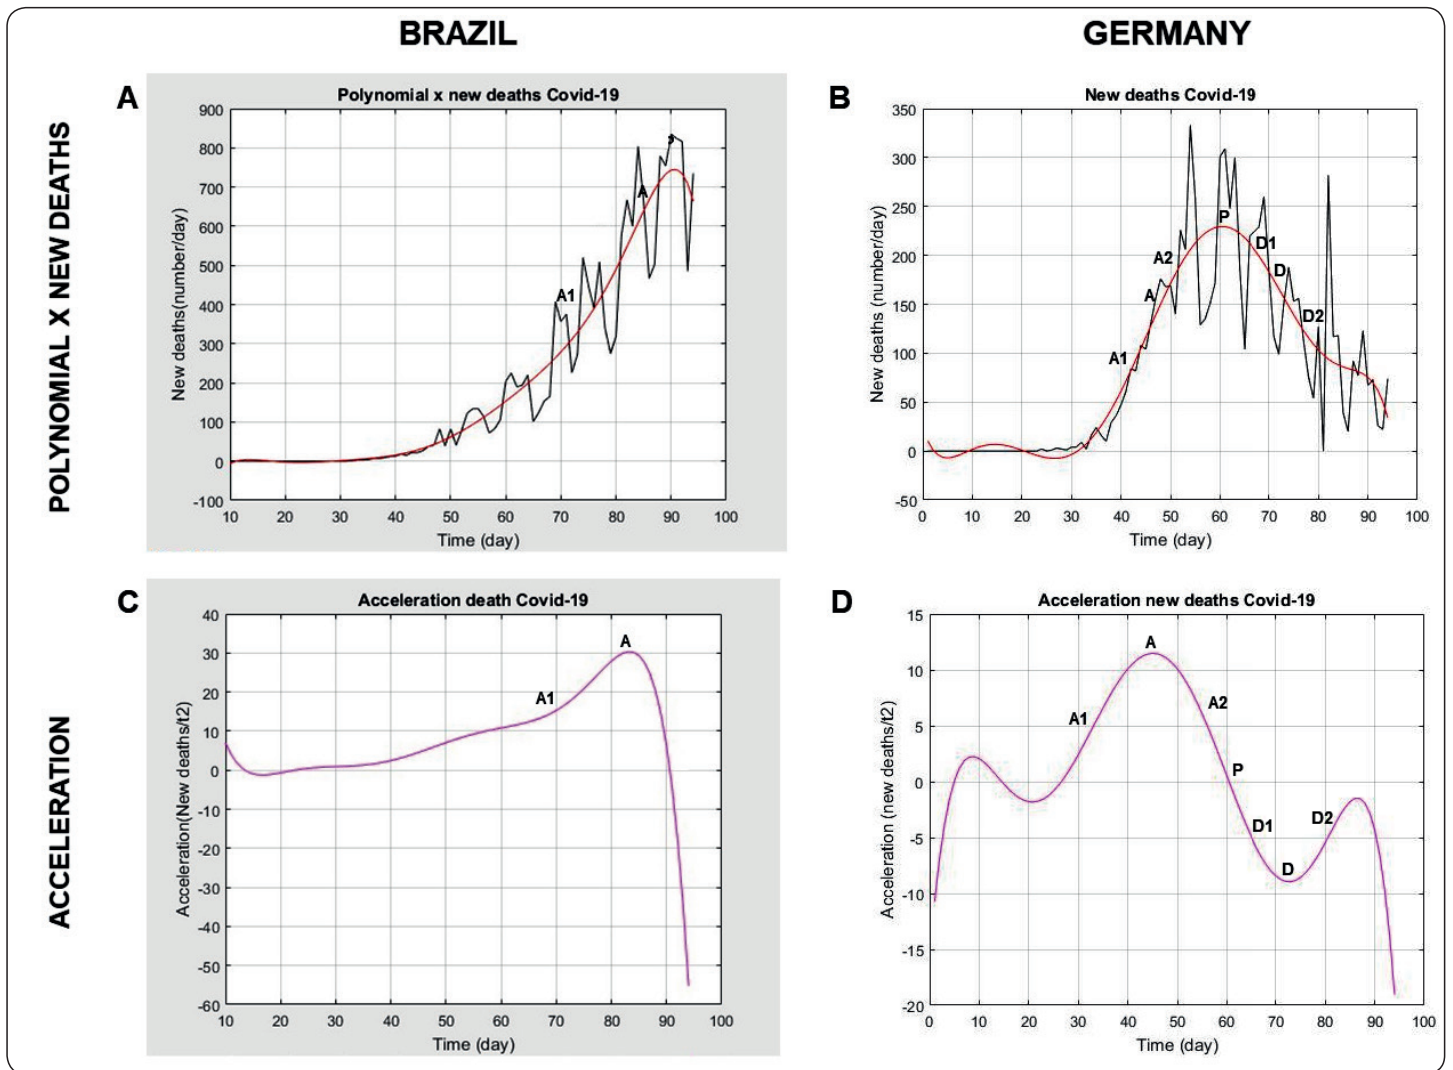 BRAZIL
GERMANY
POLYNOMIAL X NEW DEATHS
A
Polynomial x new deaths Covid-19
New deaths(number/day)
900
800
700
600
500
400
300
200
100
0
-100
A1
A
10 20 30 40 50 60 70 80 90 100
Time (day)
B
New deaths Covid-19
New deaths (number/day)
350
300
250
200
150
100
50
0
-50
A1
A
A2
P
D1
D
D2
0 10 20 30 40 50 60 70 80 90 100
Time (day)
ACCELERATION
C
Acceleration death Covid-19
Acceleration(New deaths/t2)
40
30
20
10
0
-10
-20
-30
-40
-50
-60
A1
A
10 20 30 40 50 60 70 80 90 100
Time (day)
D
Acceleration new deaths Covid-19
Acceleration (new deaths/t2)
15
10
5
0
-5
-10
-15
-20
A1
A
A2
P
D1
D
D2
0 10 20 30 40 50 60 70 80 90 100
Time (day)